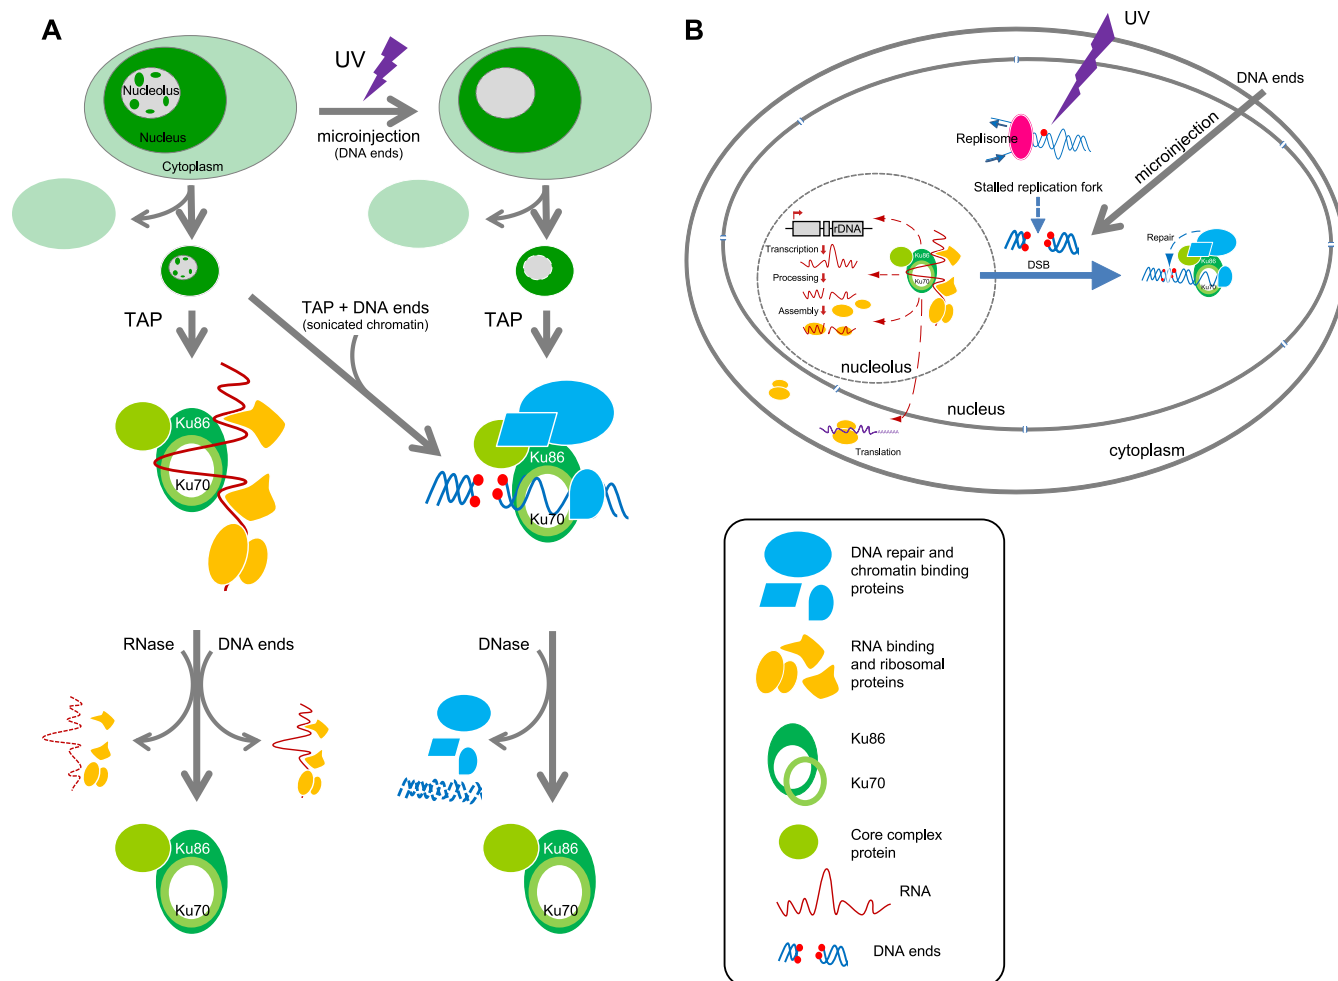 A
UV
Nucleolus
Nucleus
Cytoplasm
microinjection
(DNA ends)
TAP
TAP + DNA ends
(sonicated chromatin)
TAP
Ku86
Ku70
Ku86
Ku70
RNase
DNA ends
DNase
Ku86
Ku70
Ku86
Ku70
B
UV
DNA ends
microinjection
Replisome
Stalled replication fork
DSB
rDNA
Transcription
Processing
Assembly
Ku86
Ku70
Repair
Ku86
Ku70
nucleolus
nucleus
Translation
cytoplasm
DNA repair and
chromatin binding
proteins
RNA binding
and ribosomal
proteins
Ku86
Ku70
Core complex
protein
RNA
DNA ends